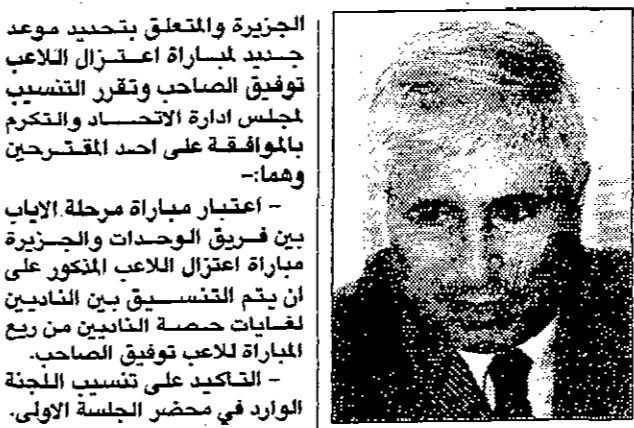 الجزيرة والمتعلق بتحديد موعد
جديد لمباراة اعتزال اللاعب
توفيق الصاحب وتقرر التنسيب
لمجلس ادارة الاتحاد والتكرم
بالموافقة على احد المقترحين
وهما:-
- اعتبار مباراة مرحلة الاياب
بين فريق الوحدات والجزيرة
مباراة اعتزال اللاعب المذكور على
ان يتم التنسيق بين الناديين
لغايات حصة الناديين من ريع
المباراة للاعب توفيق الصاحب.
- التاكيد على تنسيب اللجنة
الوارد في محضر الجلسة الاولى.